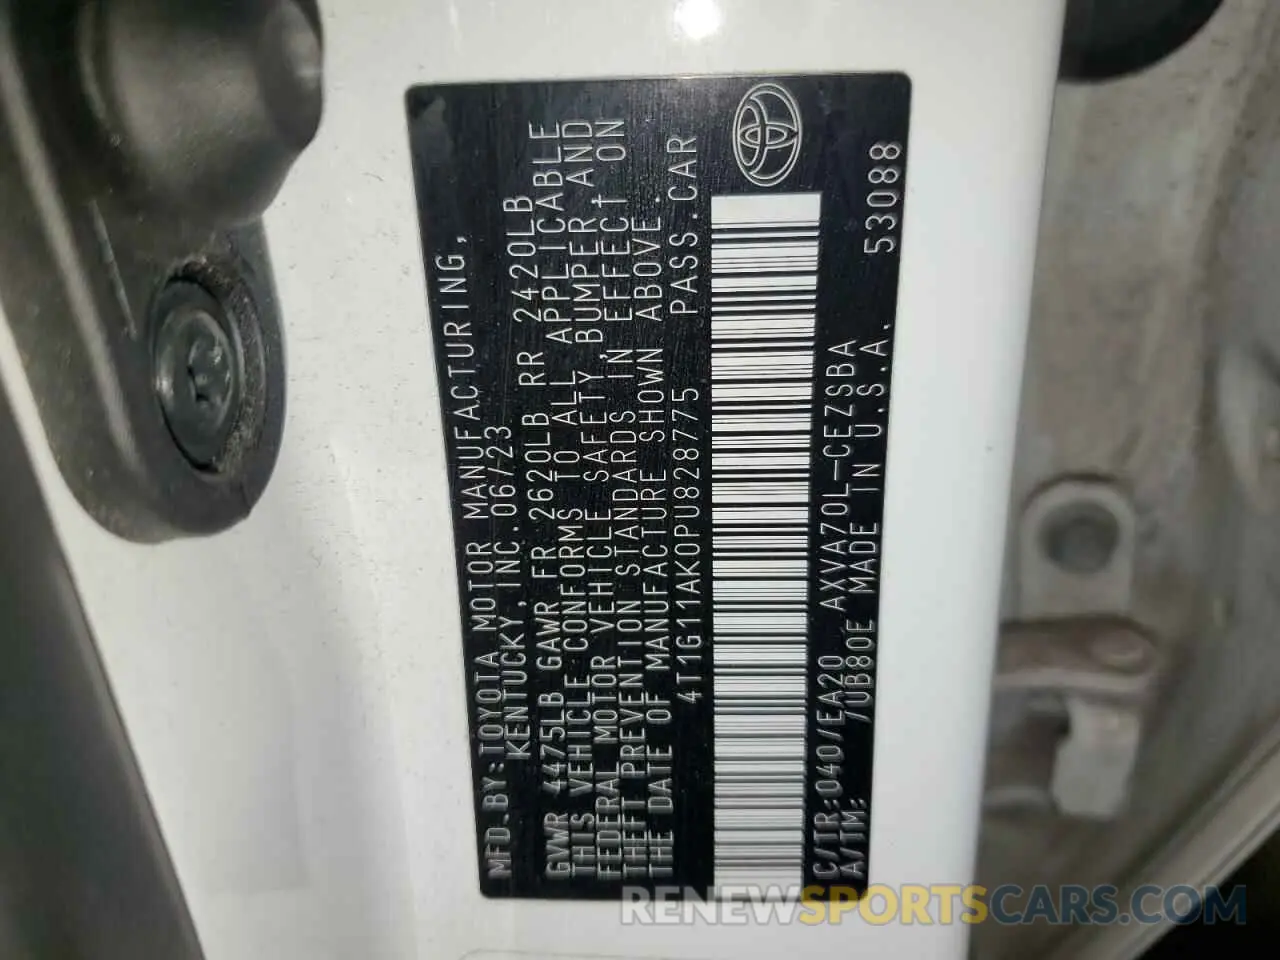 MFD.BY:TOYOTA MOTOR MANUFACTURING,
KENTUCKY,INC.06/23
GVWR 4475LB GAWR FR 2620LB RR 2420LB
THIS VEHICLE CONFORMS TO ALL APPLICABLE
FEDERAL MOTOR VEHICLE SAFETY,BUMPER AND
THEFT PREVENTION STANDARDS IN EFFECT ON
THE DATE OF MANUFACTURE SHOWN ABOVE.
4T1G11AK0PU828775 PASS.CAR
C/TR:040/EA20 AXVA70L-CEZSBA
A/TM: /UB80E MADE IN U.S.A. 53088
RENEWSPORTSCARS.COM